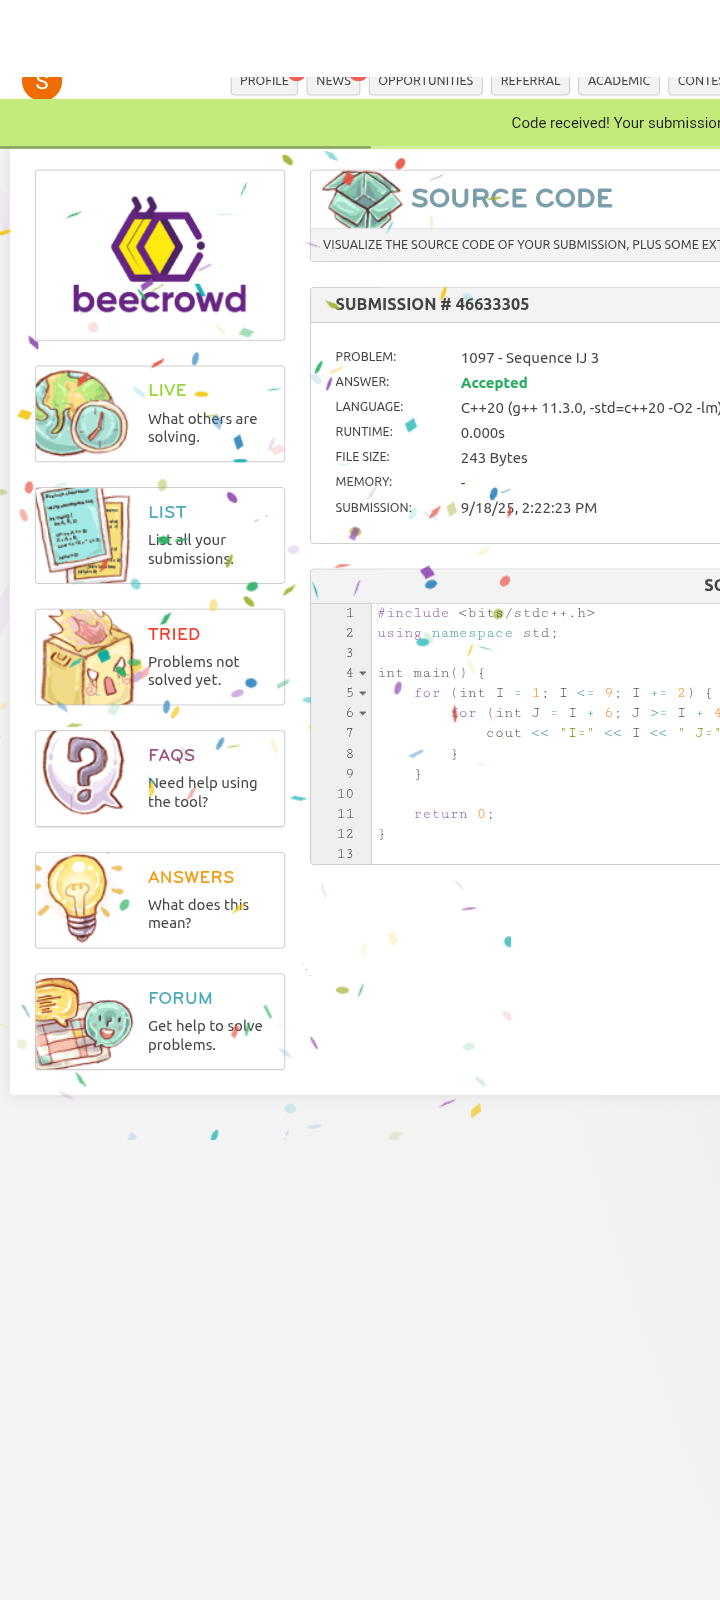 S
PROFILE
NEWS
OPPORTUNITIES
REFERRAL
ACADEMIC
CONTES
Code received! Your submission
beecrowd
LIVE
What others are
solving.
LIST
List all your
submissions.
TRIED
Problems not
solved yet.
FAQS
Need help using
the tool?
ANSWERS
What does this
mean?
FORUM
Get help to solve
problems.
SOURCE CODE
VISUALIZE THE SOURCE CODE OF YOUR SUBMISSION, PLUS SOME EXT
SUBMISSION # 46633305
PROBLEM: 1097 - Sequence IJ 3
ANSWER: Accepted
LANGUAGE: C++20 (g++ 11.3.0, -std=c++20 -O2 -lm)
RUNTIME: 0.000s
FILE SIZE: 243 Bytes
MEMORY: -
SUBMISSION: 9/18/25, 2:22:23 PM
SO
1 #include <bits/stdc++.h>
2 using namespace std;
3
4 int main() {
5 for (int I = 1; I <= 9; I += 2) {
6 for (int J = I + 6; J >= I + 4
7 cout << "I=" << I << " J="
8 }
9 }
10
11 return 0;
12 }
13